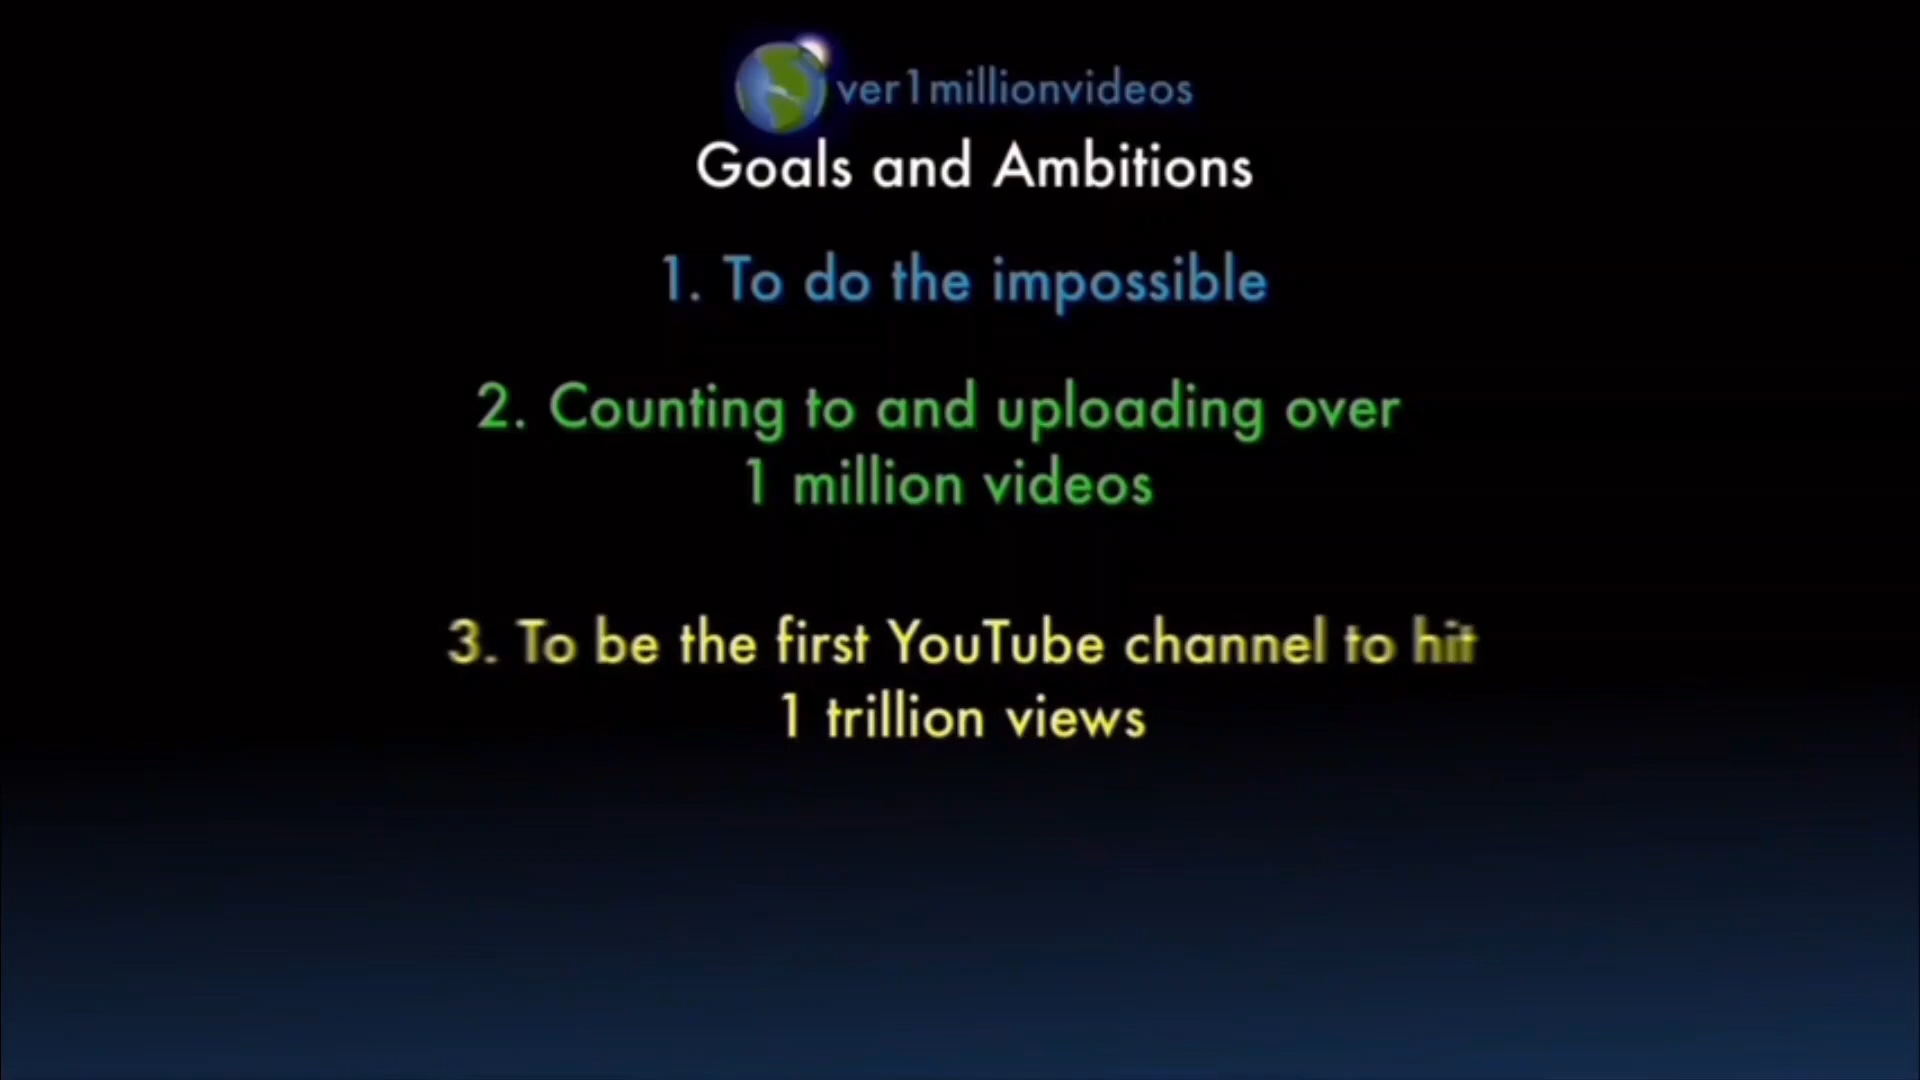 ver1millionvideos
Goals and Ambitions
1. To do the impossible
2. Counting to and uploading over
1 million videos
3. To be the first YouTube channel to hit
1 trillion views